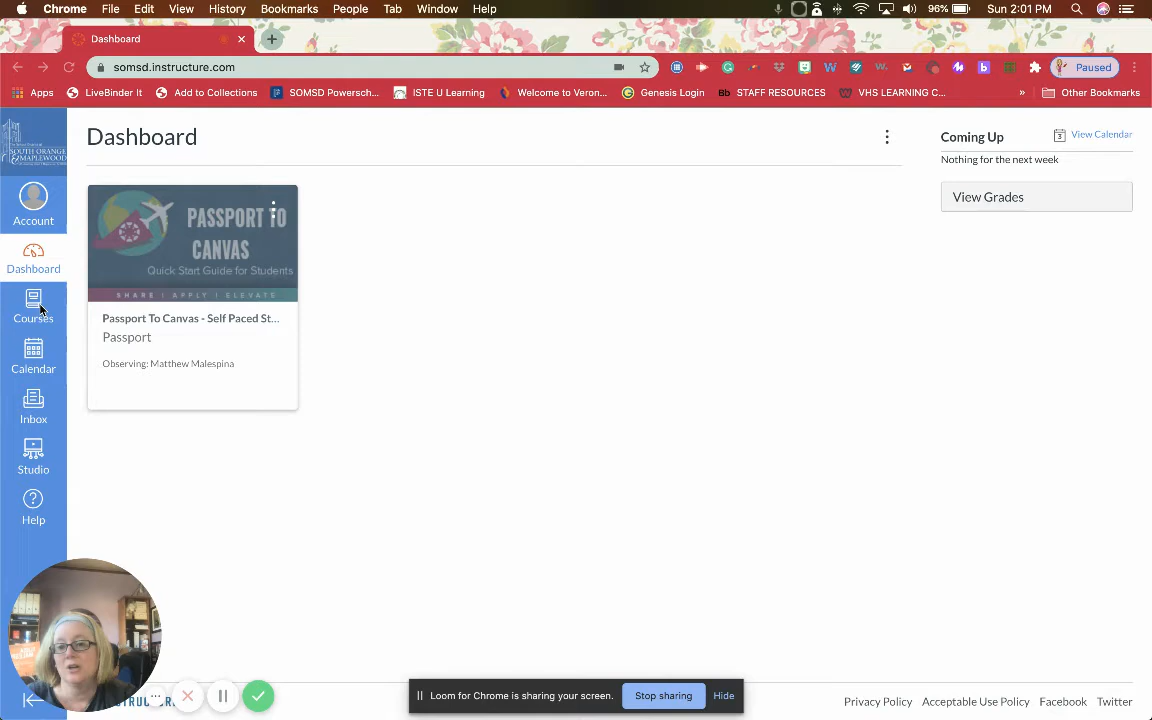 Chrome File Edit View History Bookmarks People Tab Window Help 96% Sun 2:01 PM
Dashboard
somsd.instructure.com Paused
Apps LiveBinder It Add to Collections SOMSD Powersch... ISTE U Learning Welcome to Veron... Genesis Login Bb STAFF RESOURCES VHS LEARNING C... » Other Bookmarks
SOUTH ORANGE
& MAPLEWOOD
Account
Dashboard
Courses
Calendar
Inbox
Studio
Help
Dashboard
PASSPORT TO
CANVAS
Quick Start Guide for Students
SHARE | APPLY | ELEVATE
Passport To Canvas - Self Paced St...
Passport
Observing: Matthew Malespina
Coming Up
3 View Calendar
Nothing for the next week
View Grades
Loom for Chrome is sharing your screen. Stop sharing Hide
Privacy Policy Acceptable Use Policy Facebook Twitter